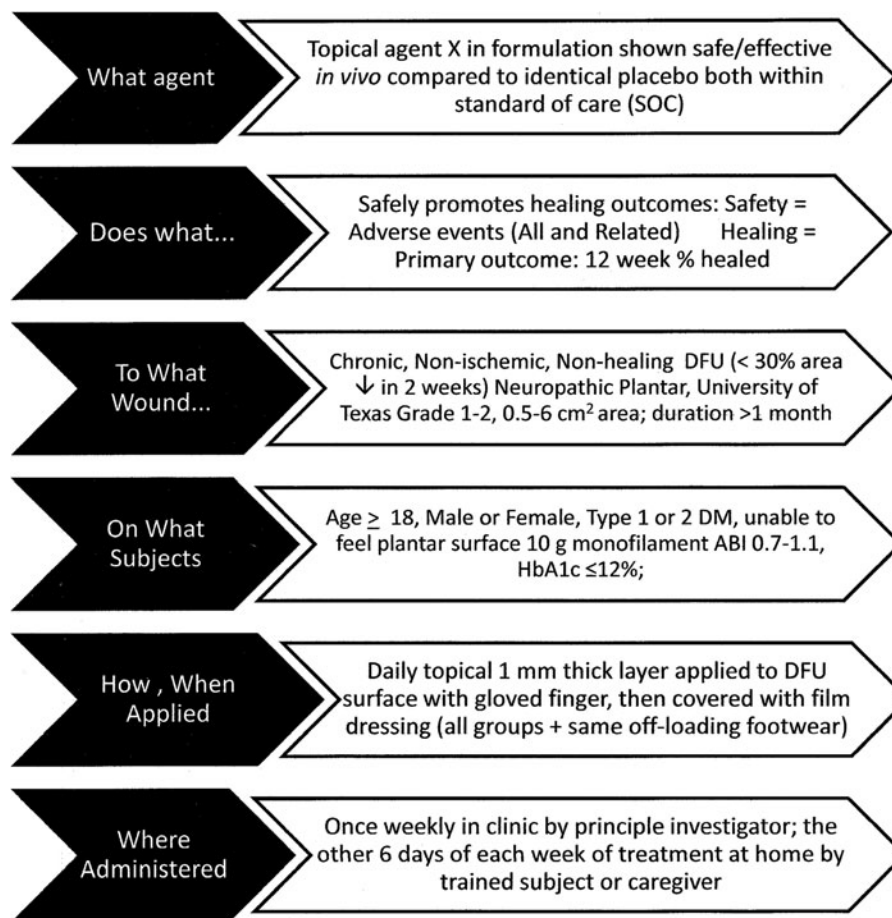 What agent
Topical agent X in formulation shown safe/effective
in vivo compared to identical placebo both within
standard of care (SOC)
Does what...
Safely promotes healing outcomes: Safety =
Adverse events (All and Related) Healing =
Primary outcome: 12 week % healed
To What
Wound...
Chronic, Non-ischemic, Non-healing DFU (< 30% area
↓ in 2 weeks) Neuropathic Plantar, University of
Texas Grade 1-2, 0.5-6 cm² area; duration >1 month
On What
Subjects
Age ≥ 18, Male or Female, Type 1 or 2 DM, unable to
feel plantar surface 10 g monofilament ABI 0.7-1.1,
HbA1c ≤12%;
How , When
Applied
Daily topical 1 mm thick layer applied to DFU
surface with gloved finger, then covered with film
dressing (all groups + same off-loading footwear)
Where
Administered
Once weekly in clinic by principle investigator; the
other 6 days of each week of treatment at home by
trained subject or caregiver